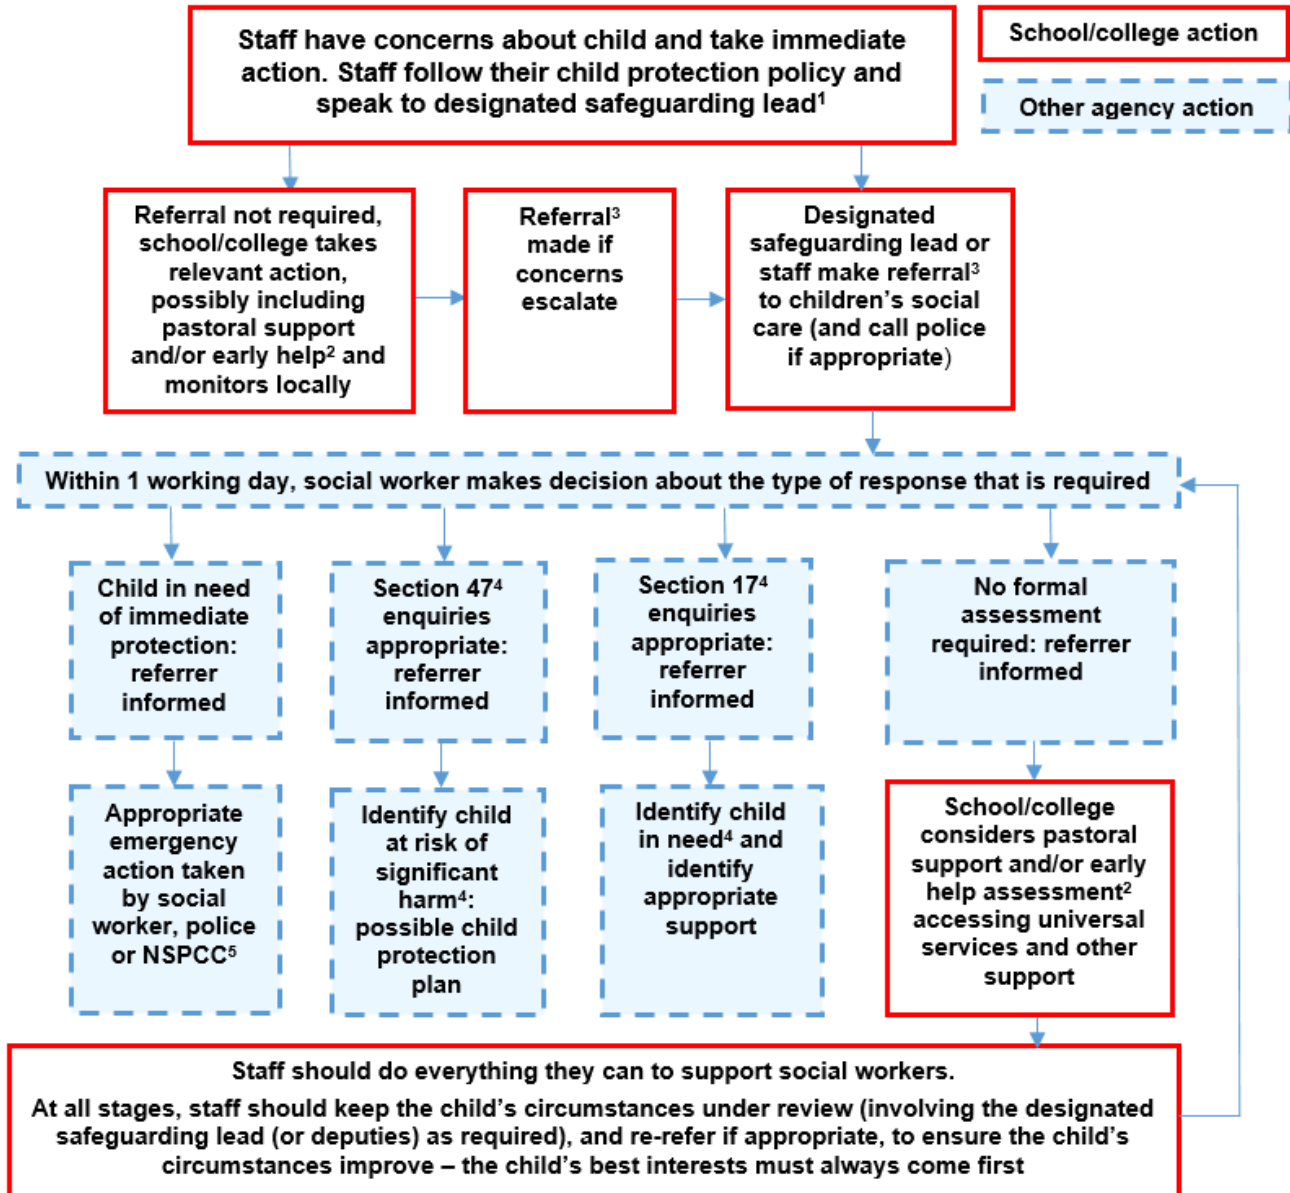 Staff have concerns about child and take immediate
action. Staff follow their child protection policy and
speak to designated safeguarding lead¹
School/college action
Other agency action
Referral not required,
school/college takes
relevant action,
possibly including
pastoral support
and/or early help² and
monitors locally
Referral³
made if
concerns
escalate
Designated
safeguarding lead or
staff make referral³
to children’s social
care (and call police
if appropriate)
Within 1 working day, social worker makes decision about the type of response that is required
Child in need
of immediate
protection:
referrer
informed
Section 47⁴
enquiries
appropriate:
referrer
informed
Section 17⁴
enquiries
appropriate:
referrer
informed
No formal
assessment
required: referrer
informed
Appropriate
emergency
action taken
by social
worker, police
or NSPCC⁵
Identify child
at risk of
significant
harm⁴:
possible child
protection
plan
Identify child
in need⁴ and
identify
appropriate
support
School/college
considers pastoral
support and/or early
help assessment²
accessing universal
services and other
support
Staff should do everything they can to support social workers.
At all stages, staff should keep the child’s circumstances under review (involving the designated
safeguarding lead (or deputies) as required), and re-refer if appropriate, to ensure the child’s
circumstances improve – the child’s best interests must always come first